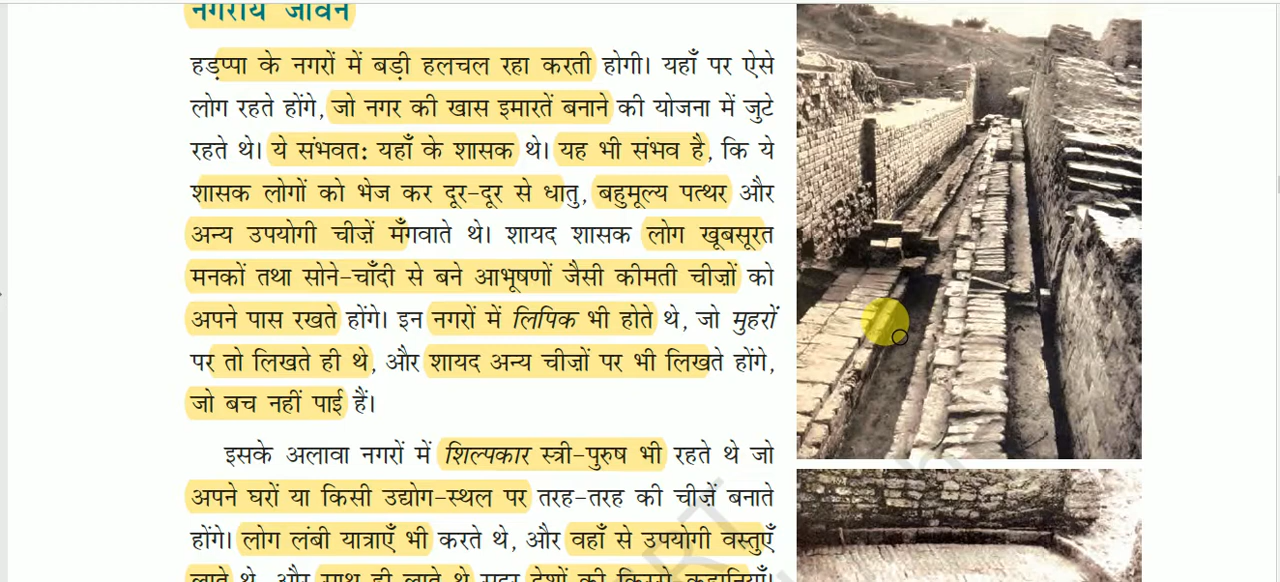 नगरीय जीवन
हड़प्पा के नगरों में बड़ी हलचल रहा करती होगी। यहाँ पर ऐसे
लोग रहते होंगे, जो नगर की खास इमारतें बनाने की योजना में जुटे
रहते थे। ये संभवतः यहाँ के शासक थे। यह भी संभव है, कि ये
शासक लोगों को भेज कर दूर-दूर से धातु, बहुमूल्य पत्थर और
अन्य उपयोगी चीज़ें मँगवाते थे। शायद शासक लोग खूबसूरत
मनकों तथा सोने-चाँदी से बने आभूषणों जैसी कीमती चीज़ों को
अपने पास रखते होंगे। इन नगरों में लिपिक भी होते थे, जो मुहरों
पर तो लिखते ही थे, और शायद अन्य चीज़ों पर भी लिखते होंगे,
जो बच नहीं पाई हैं।
इसके अलावा नगरों में शिल्पकार स्त्री-पुरुष भी रहते थे जो
अपने घरों या किसी उद्योग-स्थल पर तरह-तरह की चीज़ें बनाते
होंगे। लोग लंबी यात्राएँ भी करते थे, और वहाँ से उपयोगी वस्तुएँ
लाते थे, और साथ ही लाते थे सुदूर देशों की किस्से-कहानियाँ।